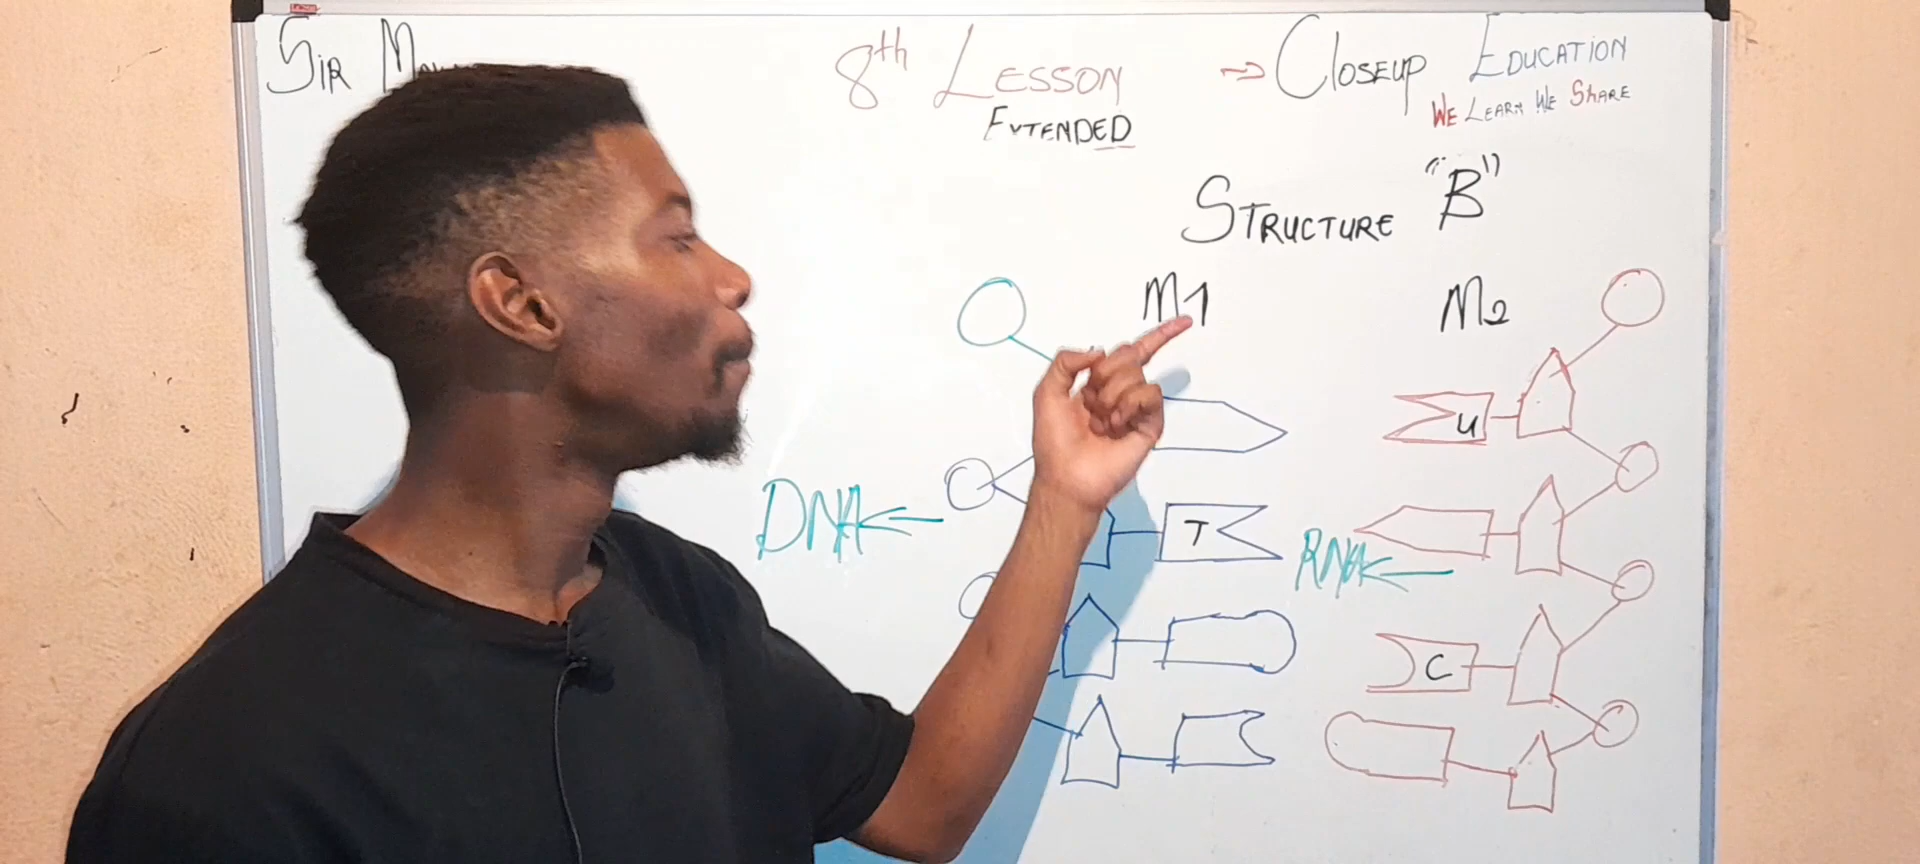 SIR
8th LESSON
EXTENDED
→ CLOSEUP EDUCATION
WE LEARN WE SHARE
STRUCTURE "B"
M1
M2
U
DNA
T
RNA
C